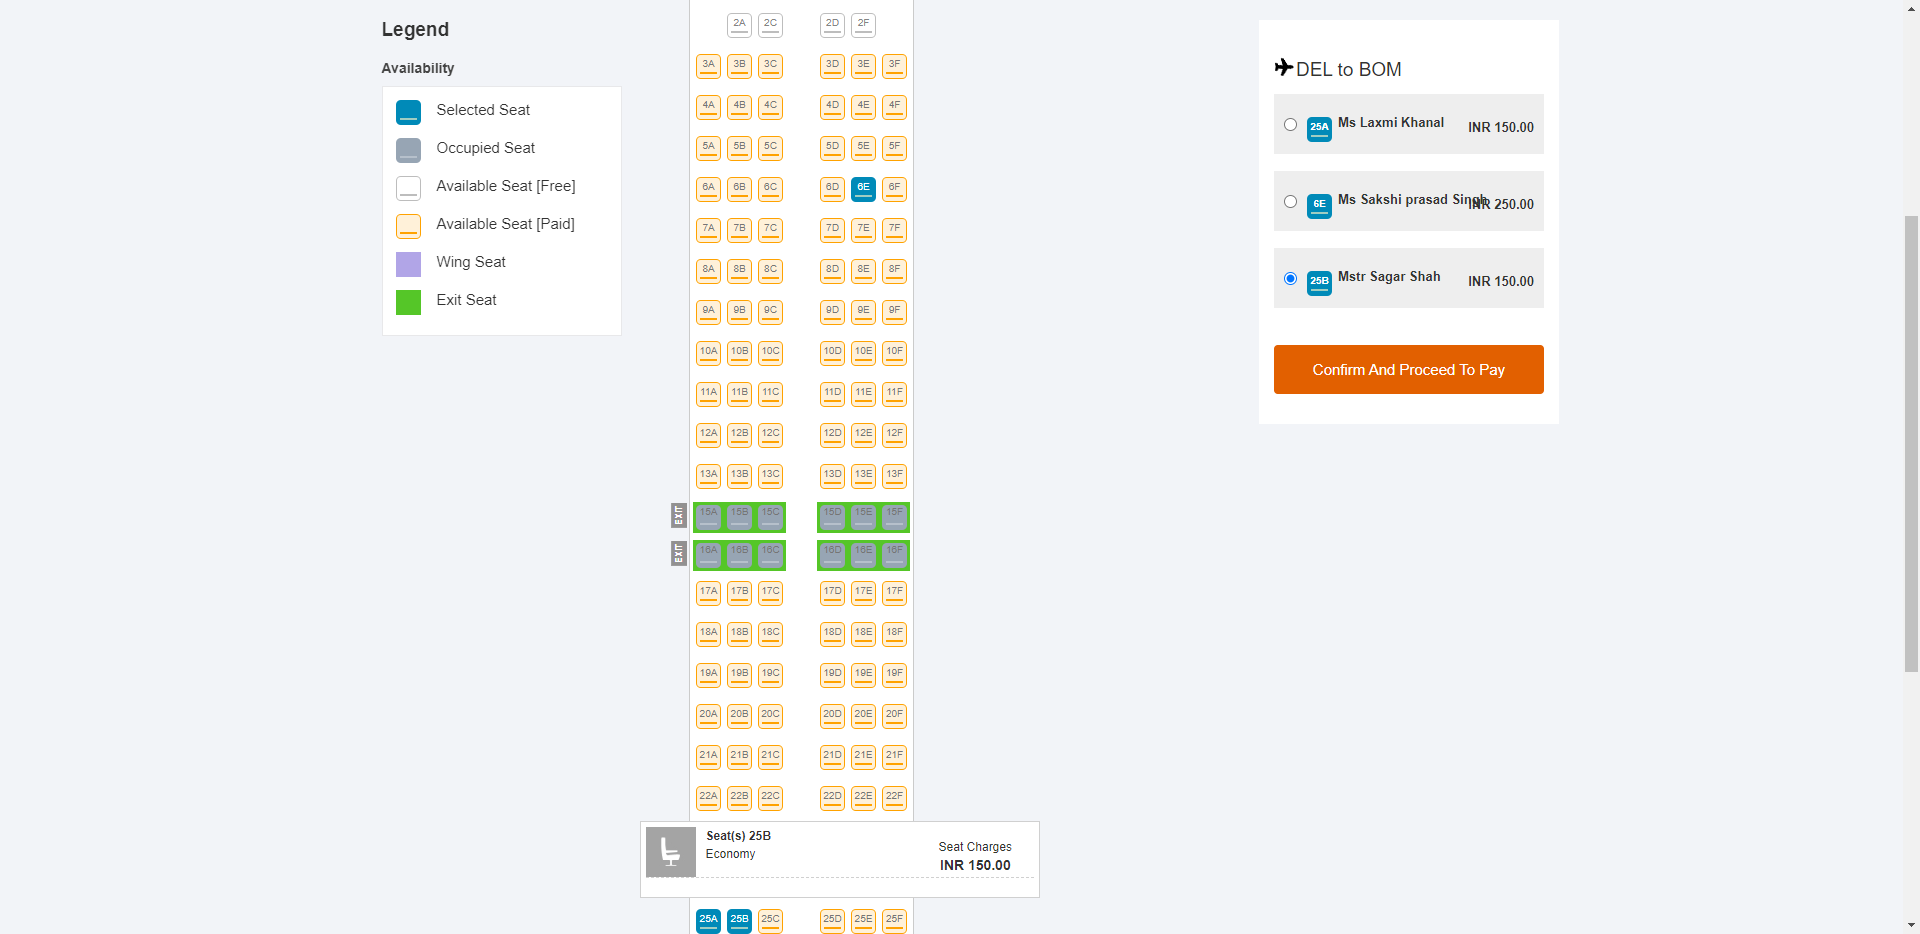 Legend
Availability
Selected Seat
Occupied Seat
Available Seat [Free]
Available Seat [Paid]
Wing Seat
Exit Seat
2A 2C 2D 2F
3A 3B 3C 3D 3E 3F
4A 4B 4C 4D 4E 4F
5A 5B 5C 5D 5E 5F
6A 6B 6C 6D 6E 6F
7A 7B 7C 7D 7E 7F
8A 8B 8C 8D 8E 8F
9A 9B 9C 9D 9E 9F
10A 10B 10C 10D 10E 10F
11A 11B 11C 11D 11E 11F
12A 12B 12C 12D 12E 12F
13A 13B 13C 13D 13E 13F
EXIT 15A 15B 15C 15D 15E 15F
EXIT 16A 16B 16C 16D 16E 16F
17A 17B 17C 17D 17E 17F
18A 18B 18C 18D 18E 18F
19A 19B 19C 19D 19E 19F
20A 20B 20C 20D 20E 20F
21A 21B 21C 21D 21E 21F
22A 22B 22C 22D 22E 22F
Seat(s) 25B
Economy
Seat Charges
INR 150.00
25A 25B 25C 25D 25E 25F
DEL to BOM
25A Ms Laxmi Khanal INR 150.00
6E Ms Sakshi prasad Singh INR 250.00
25B Mstr Sagar Shah INR 150.00
Confirm And Proceed To Pay